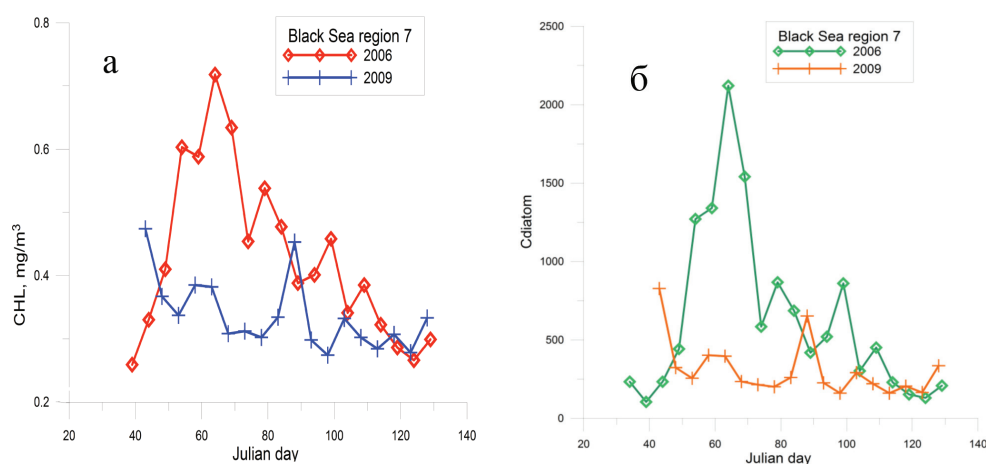 а
Black Sea region 7
2006
2009
CHL, mg/m³
0.8
0.6
0.4
0.2
20 40 60 80 100 120 140
Julian day
б
Black Sea region 7
2006
2009
Cdiatom
2500
2000
1500
1000
500
0
20 40 60 80 100 120 140
Julian day